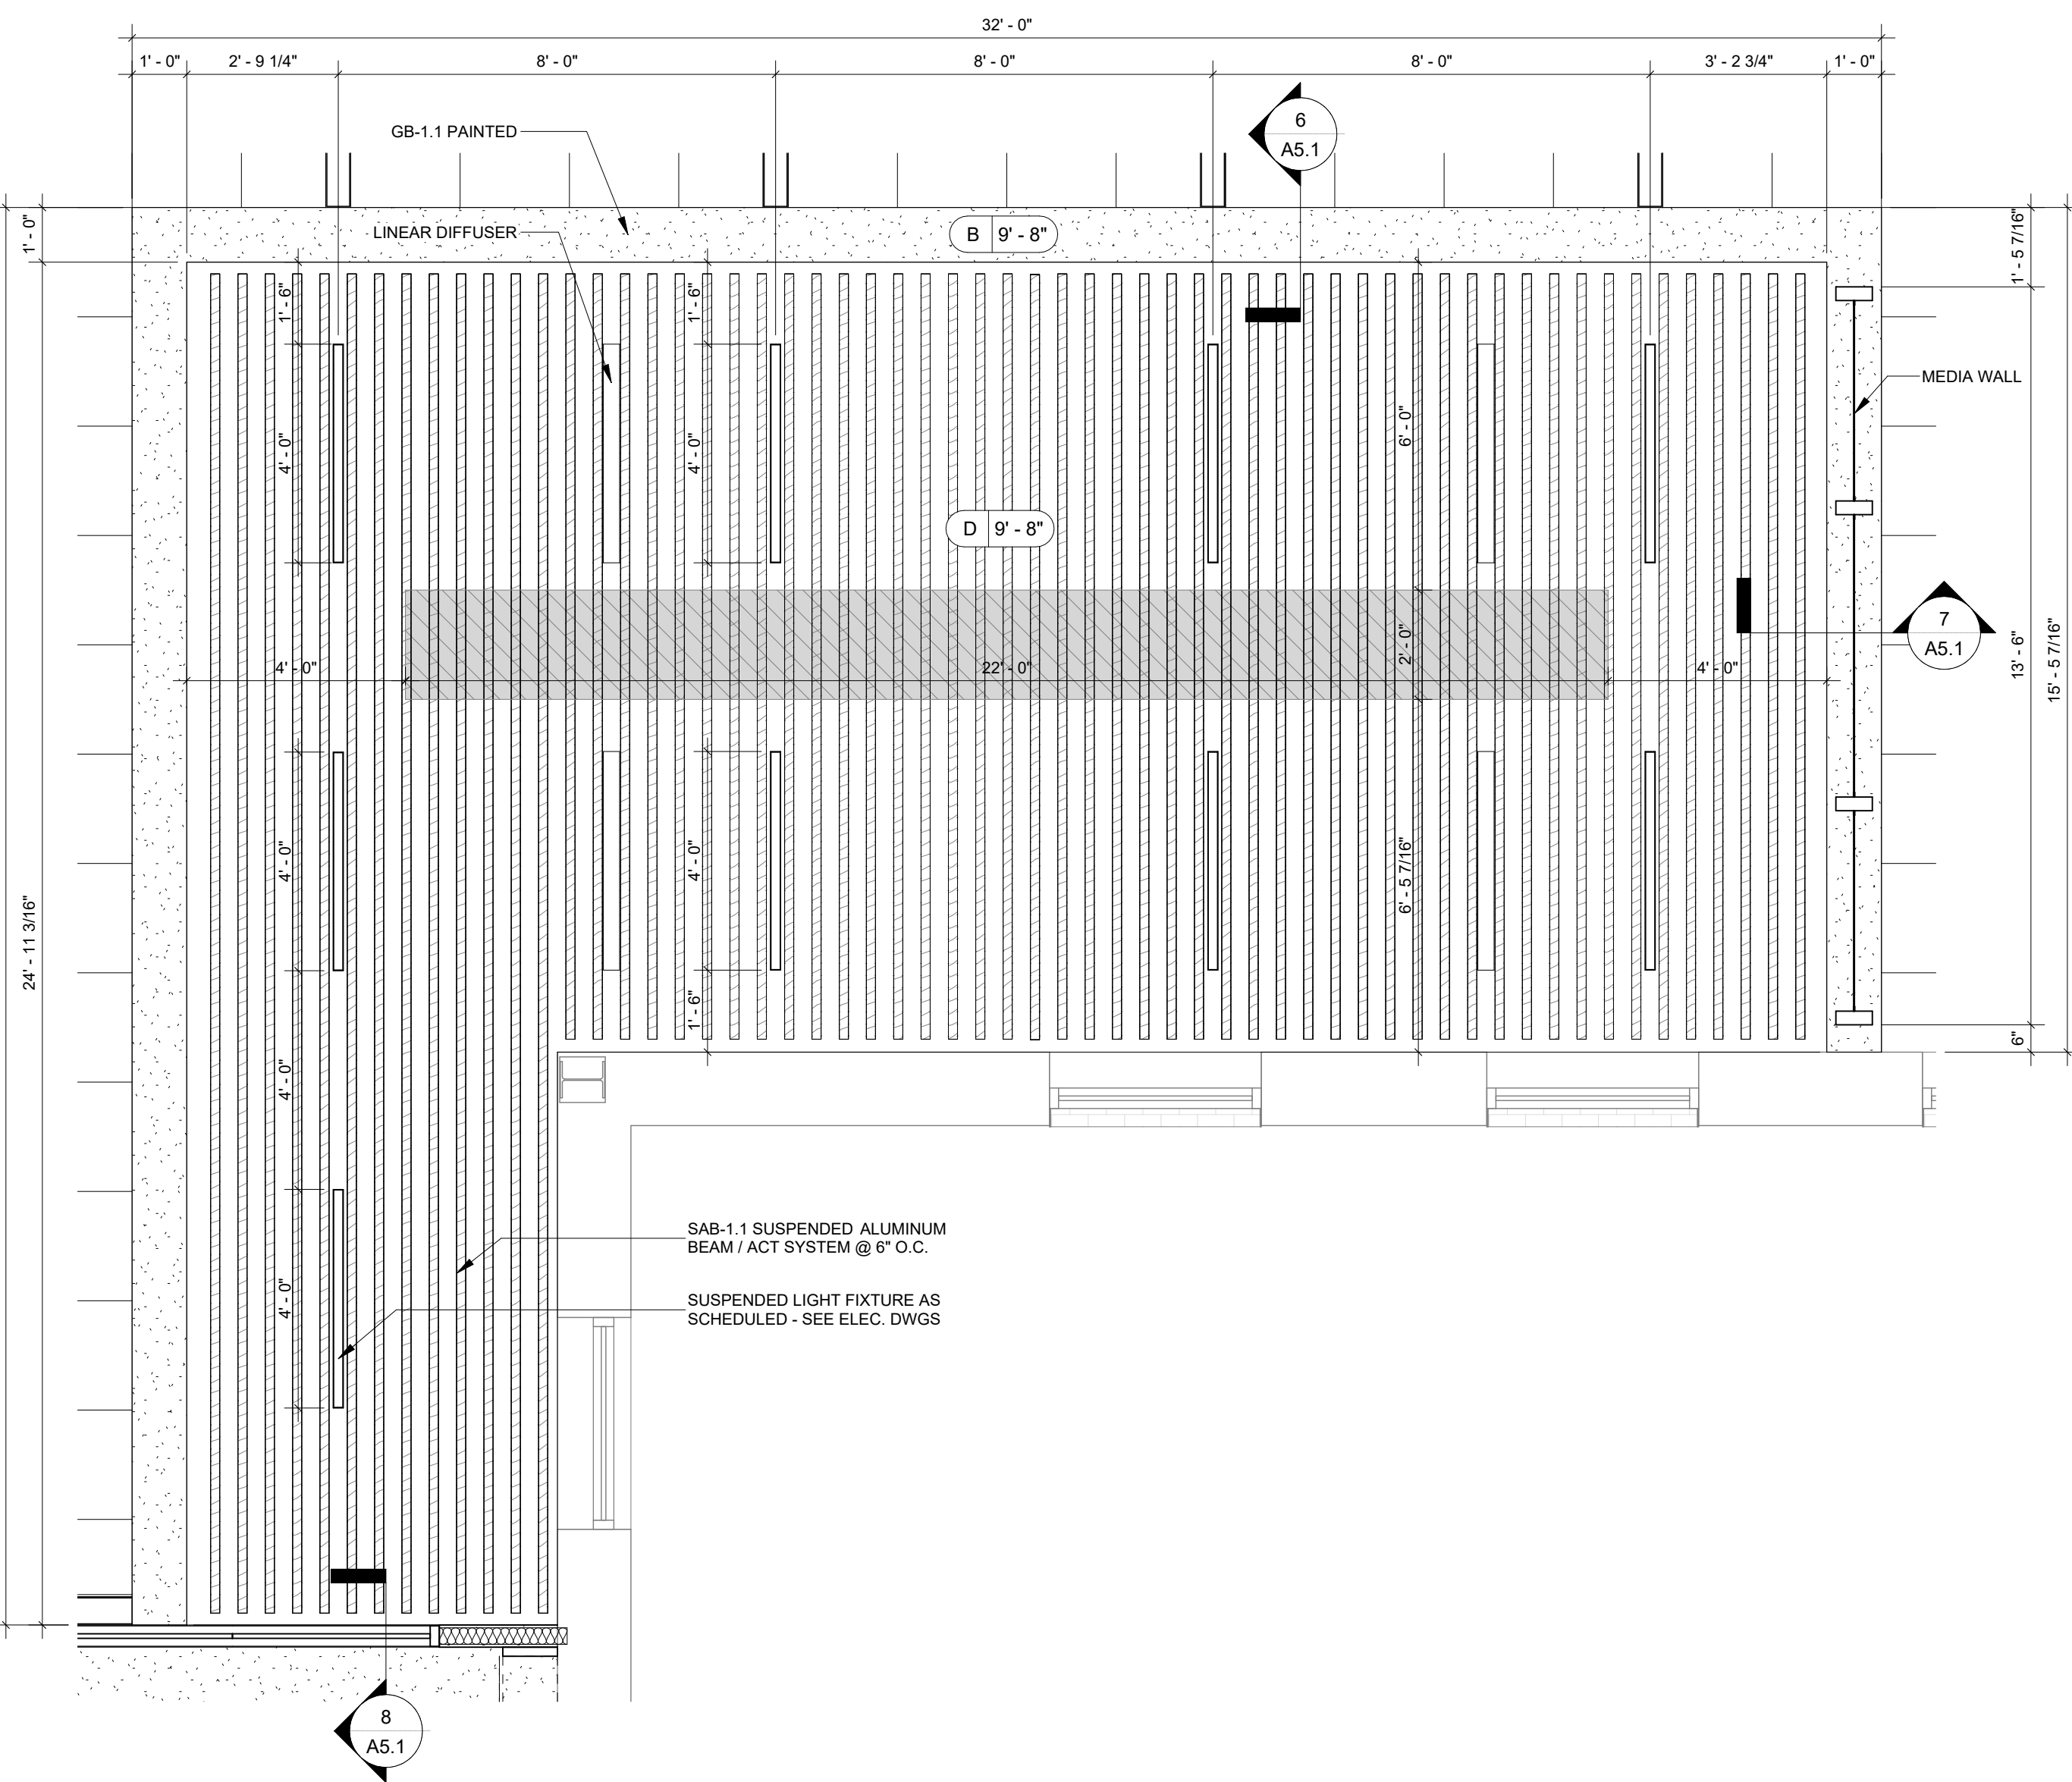 32' - 0"
1' - 0"
2' - 9 1/4"
8' - 0"
8' - 0"
8' - 0"
3' - 2 3/4"
1' - 0"
6
A5.1
GB-1.1 PAINTED
LINEAR DIFFUSER
B 9' - 8"
1' - 0"
1' - 5 7/16"
1' - 6"
1' - 6"
MEDIA WALL
4' - 0"
4' - 0"
6' - 0"
D 9' - 8"
7
A5.1
4' - 0"
22' - 0"
2' - 0"
4' - 0"
13' - 6"
15' - 5 7/16"
4' - 0"
4' - 0"
6' - 5 7/16"
24' - 11 3/16"
1' - 6"
6"
4' - 0"
SAB-1.1 SUSPENDED ALUMINUM
BEAM / ACT SYSTEM @ 6" O.C.
4' - 0"
SUSPENDED LIGHT FIXTURE AS
SCHEDULED - SEE ELEC. DWGS
8
A5.1